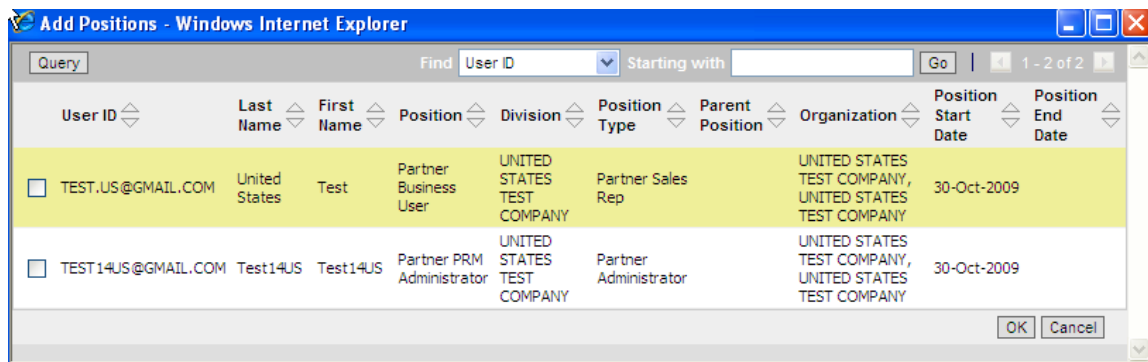 Add Positions - Windows Internet Explorer
Query Find User ID Starting with Go 1 - 2 of 2
User ID Last Name First Name Position Division Position Type Parent Position Organization Position Start Date Position End Date
TEST.US@GMAIL.COM United States Test Partner Business User UNITED STATES TEST COMPANY Partner Sales Rep UNITED STATES TEST COMPANY, UNITED STATES TEST COMPANY 30-Oct-2009
TEST14US@GMAIL.COM Test14US Test14US Partner PRM Administrator UNITED STATES TEST COMPANY Partner Administrator UNITED STATES TEST COMPANY, UNITED STATES TEST COMPANY 30-Oct-2009
OK Cancel